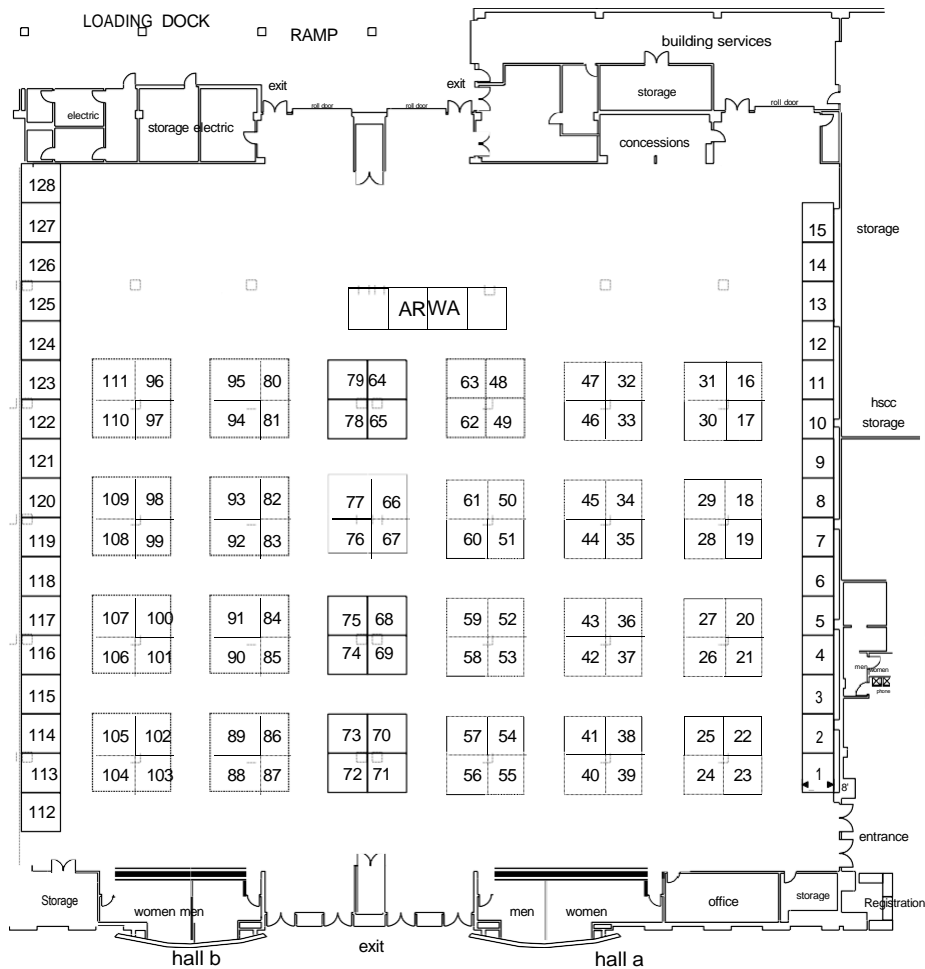 LOADING DOCK
RAMP
building services
exit
exit
roll door
roll door
roll door
storage
electric
storage electric
concessions
128
127
15
storage
126
14
125
ARWA
13
124
12
123
111 96
95 80
79 64
63 48
47 32
31 16
11
hscc
storage
122
110 97
94 81
78 65
62 49
46 33
30 17
10
121
9
120
109 98
93 82
77 66
61 50
45 34
29 18
8
119
108 99
92 83
76 67
60 51
44 35
28 19
7
118
6
117
107 100
91 84
75 68
59 52
43 36
27 20
5
116
106 101
90 85
74 69
58 53
42 37
26 21
4
men
women
phone
115
3
114
105 102
89 86
73 70
57 54
41 38
25 22
2
113
104 103
88 87
72 71
56 55
40 39
24 23
1
8'
112
entrance
Storage
women men
men
women
office
storage
Registration
exit
hall b
hall a